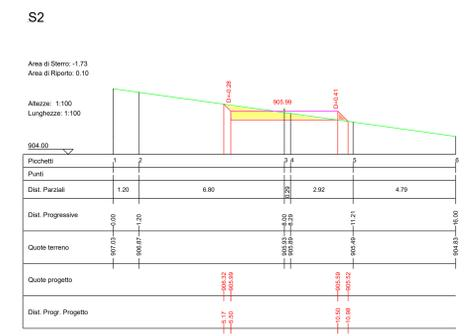 S2
Area di Sterro: -1.73
Area di Riporto: 0.10
Altezze: 1:100
Lunghezze: 1:100
D=-0.28
905.99
D=0.41
904.00
Picchetti 1 2 3 4 5 6
Punti
Dist. Parziali 1.20 6.80 0.29 2.92 4.79
Dist. Progressive 0.00 1.20 8.00 8.29 11.21 16.00
Quote terreno 907.03 906.87 905.93 905.89 905.49 904.83
Quote progetto 906.32 905.99 905.59 905.52
Dist. Progr. Progetto 5.17 5.50 10.50 10.98